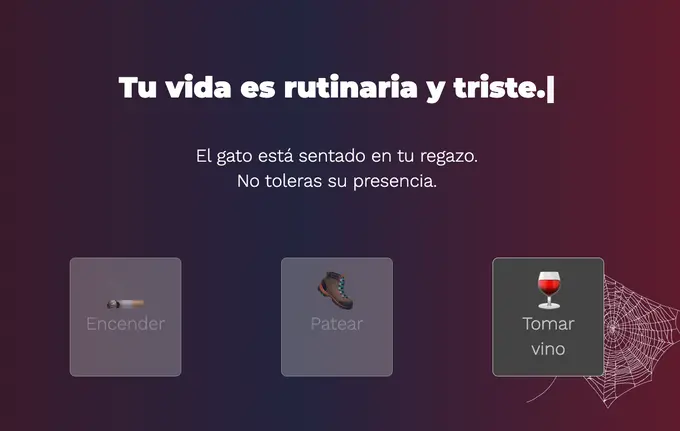 Tu vida es rutinaria y triste.|
El gato está sentado en tu regazo.
No toleras su presencia.
Encender
Patear
Tomar
vino